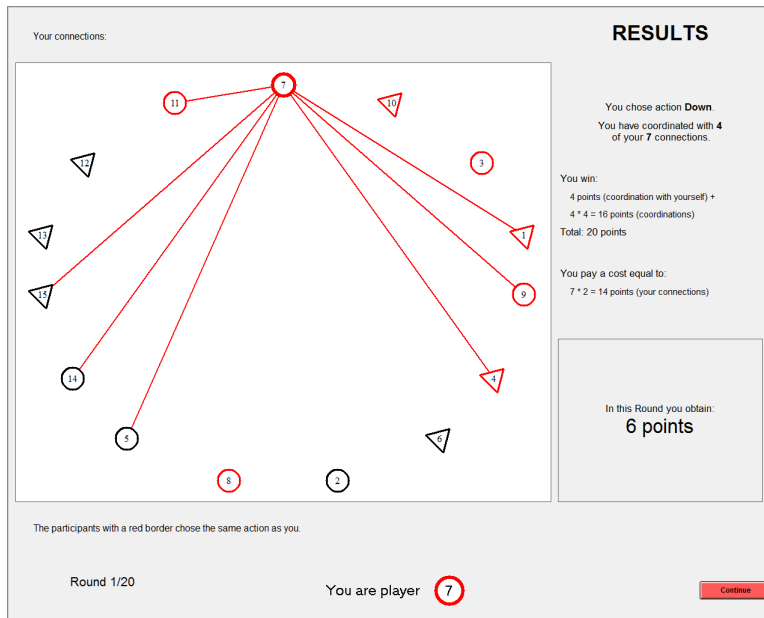 Your connections:
RESULTS
7
11
10
12
3
13
1
15
9
14
4
5
6
8
2
You chose action Down.
You have coordinated with 4
of your 7 connections.
You win:
4 points (coordination with yourself) +
4 * 4 = 16 points (coordinations)
Total: 20 points
You pay a cost equal to:
7 * 2 = 14 points (your connections)
In this Round you obtain:
6 points
The participants with a red border chose the same action as you.
Round 1/20
You are player 7
Continue